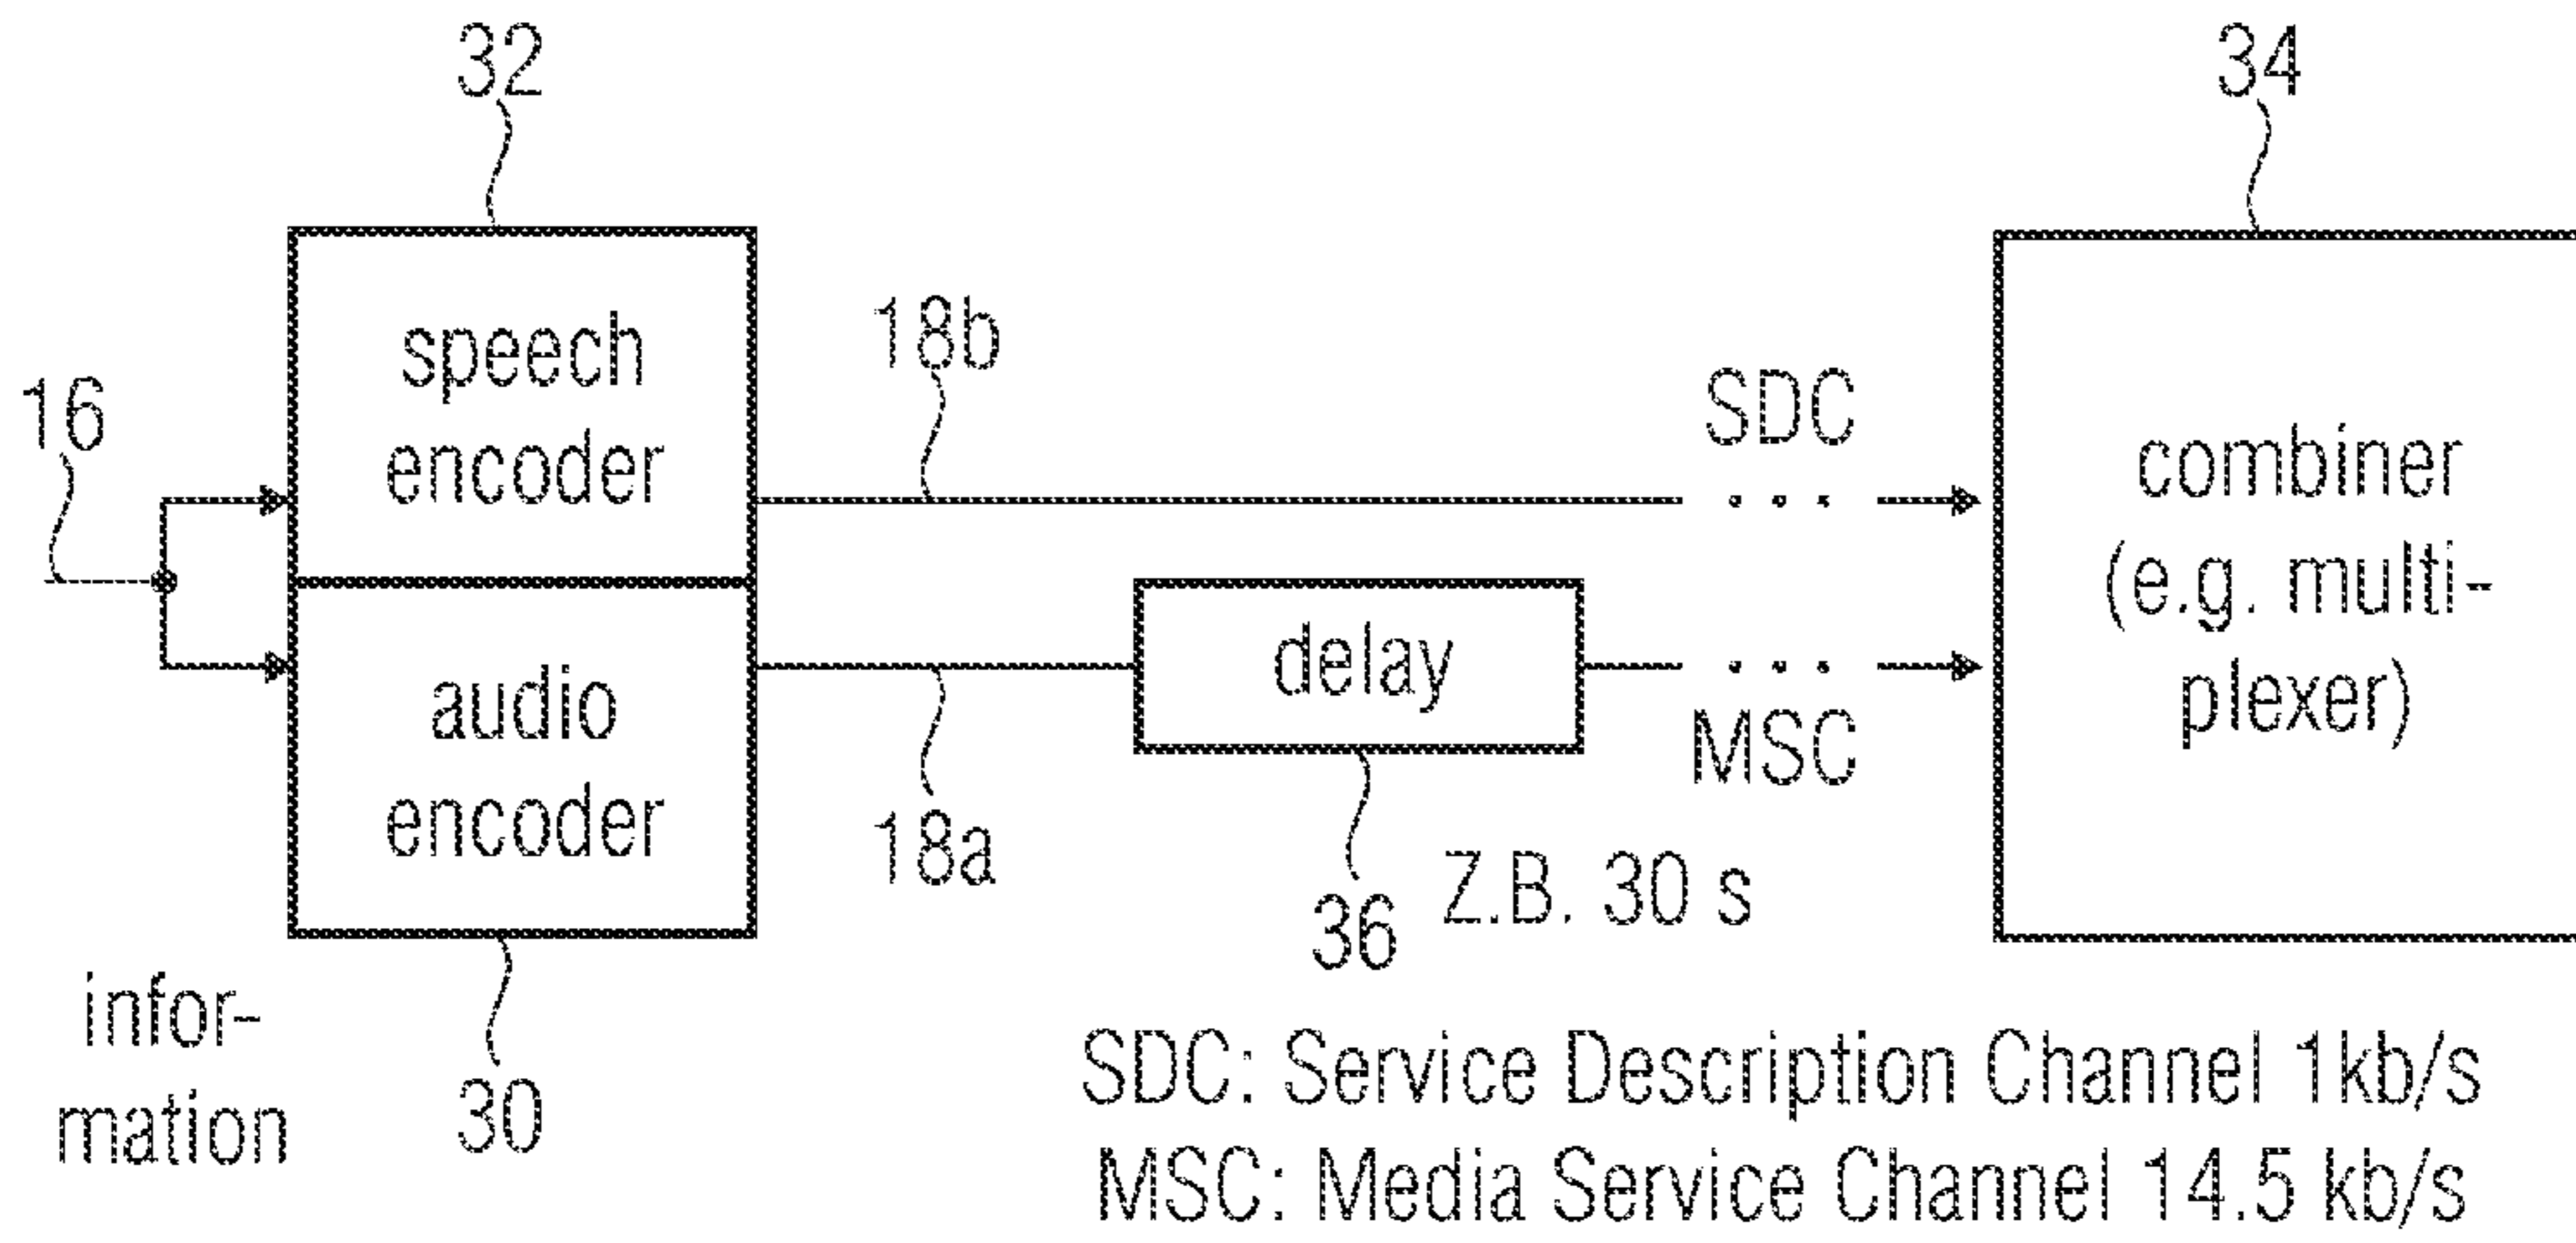 32
34
speech
encoder
18b
16
SDC
. . .
combiner
(e.g. multi-
plexer)
audio
encoder
delay
. . .
MSC
18a
36
Z.B. 30 s
infor-
mation
30
SDC: Service Description Channel 1kb/s
MSC: Media Service Channel 14.5 kb/s